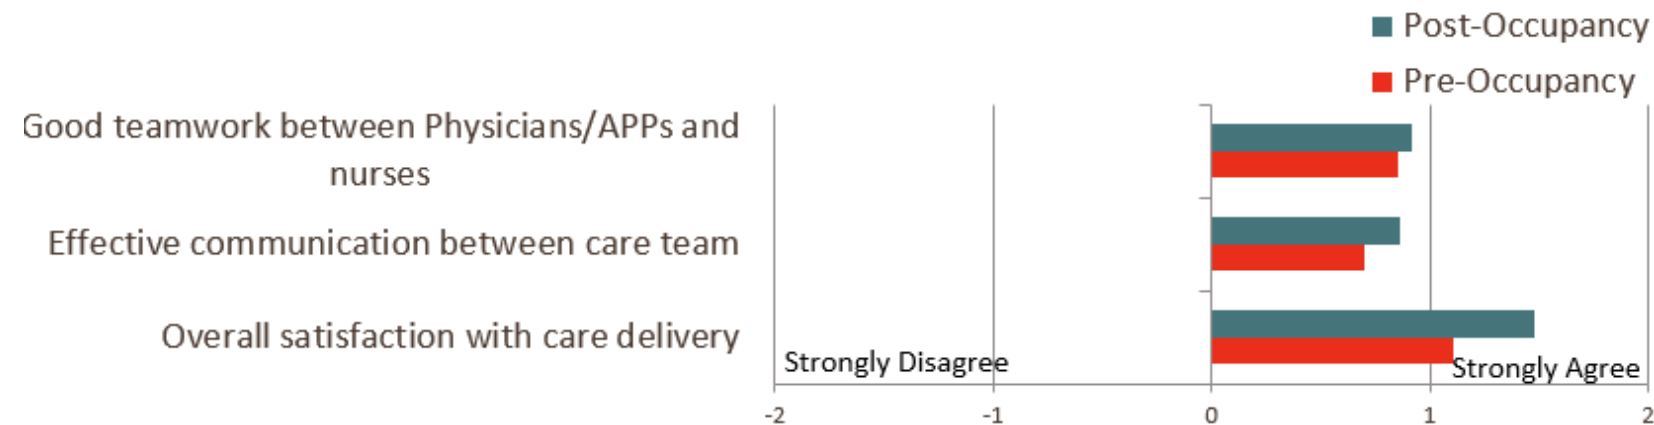 Post-Occupancy
Pre-Occupancy
Good teamwork between Physicians/APPs and
nurses
Effective communication between care team
Overall satisfaction with care delivery
Strongly Disagree
Strongly Agree
-2 -1 0 1 2